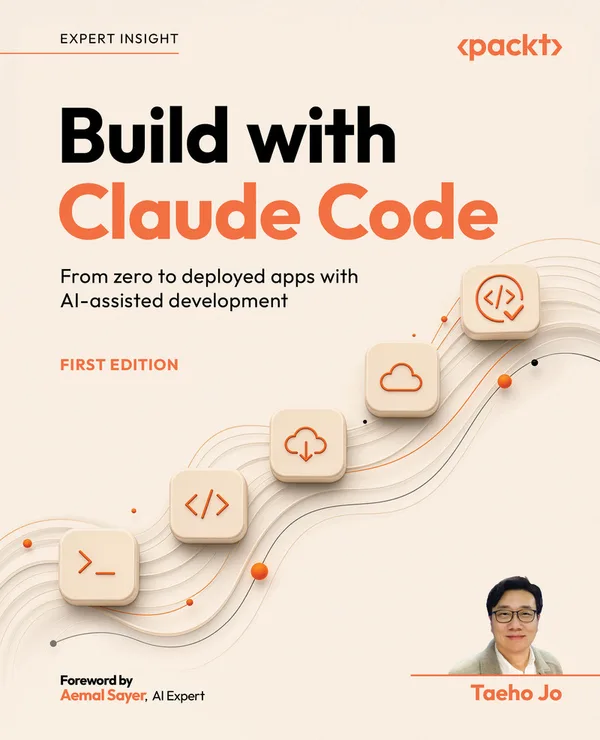 EXPERT INSIGHT
<packt>
Build with
Claude Code
From zero to deployed apps with
AI-assisted development
FIRST EDITION
</>
</>
>_
Foreword by
Aemal Sayer, AI Expert
Taeho Jo